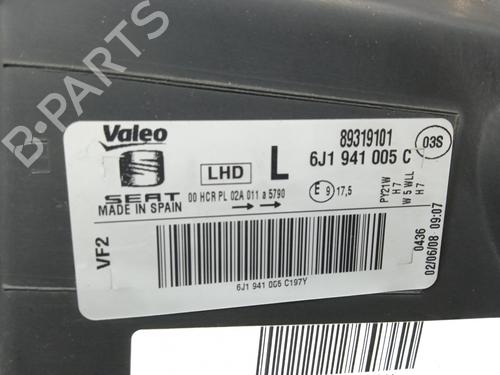 Valeo
SEAT
MADE IN SPAIN
LHD
L
00 HCR PL 02A 011 a 5790
89319101
6J1 941 005 C
03S
E 9 17,5
PY21W
H7
W 5 WLL
H7
0436
02/06/08 09:07
VF2
6J1 941 005 C197Y
B-PARTS